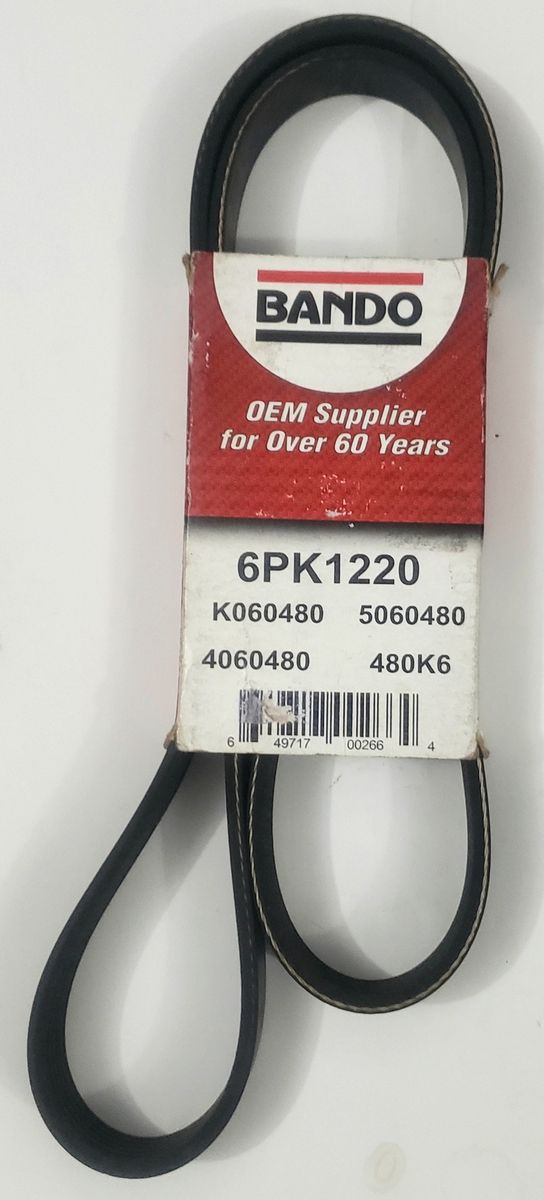 BANDO
OEM Supplier
for Over 60 Years
6PK1220
K060480 5060480
4060480 480K6
6 49717 00266 4